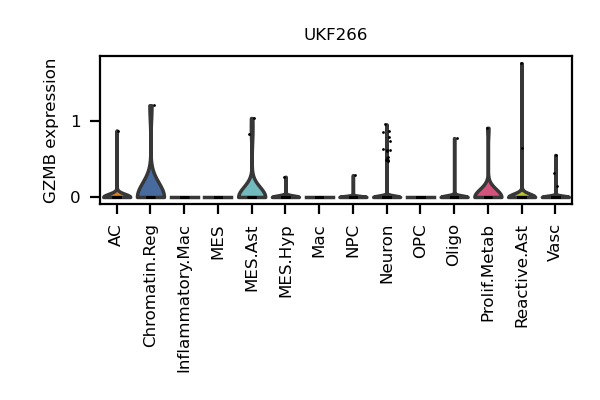 UKF266
GZMB expression
1
0
AC
Chromatin.Reg
Inflammatory.Mac
MES
MES.Ast
MES.Hyp
Mac
NPC
Neuron
OPC
Oligo
Prolif.Metab
Reactive.Ast
Vasc